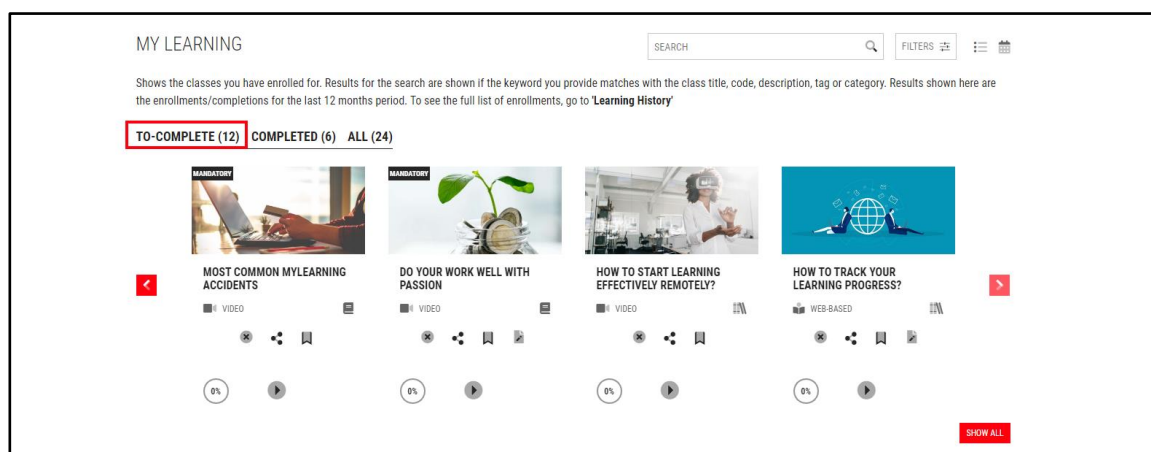 MY LEARNING
SEARCH
FILTERS
Shows the classes you have enrolled for. Results for the search are shown if the keyword you provide matches with the class title, code, description, tag or category. Results shown here are
the enrollments/completions for the last 12 months period. To see the full list of enrollments, go to 'Learning History'
TO-COMPLETE (12) COMPLETED (6) ALL (24)
MANDATORY
MOST COMMON MYLEARNING
ACCIDENTS
VIDEO
0%
MANDATORY
DO YOUR WORK WELL WITH
PASSION
VIDEO
0%
HOW TO START LEARNING
EFFECTIVELY REMOTELY?
VIDEO
0%
HOW TO TRACK YOUR
LEARNING PROGRESS?
WEB-BASED
0%
SHOW ALL